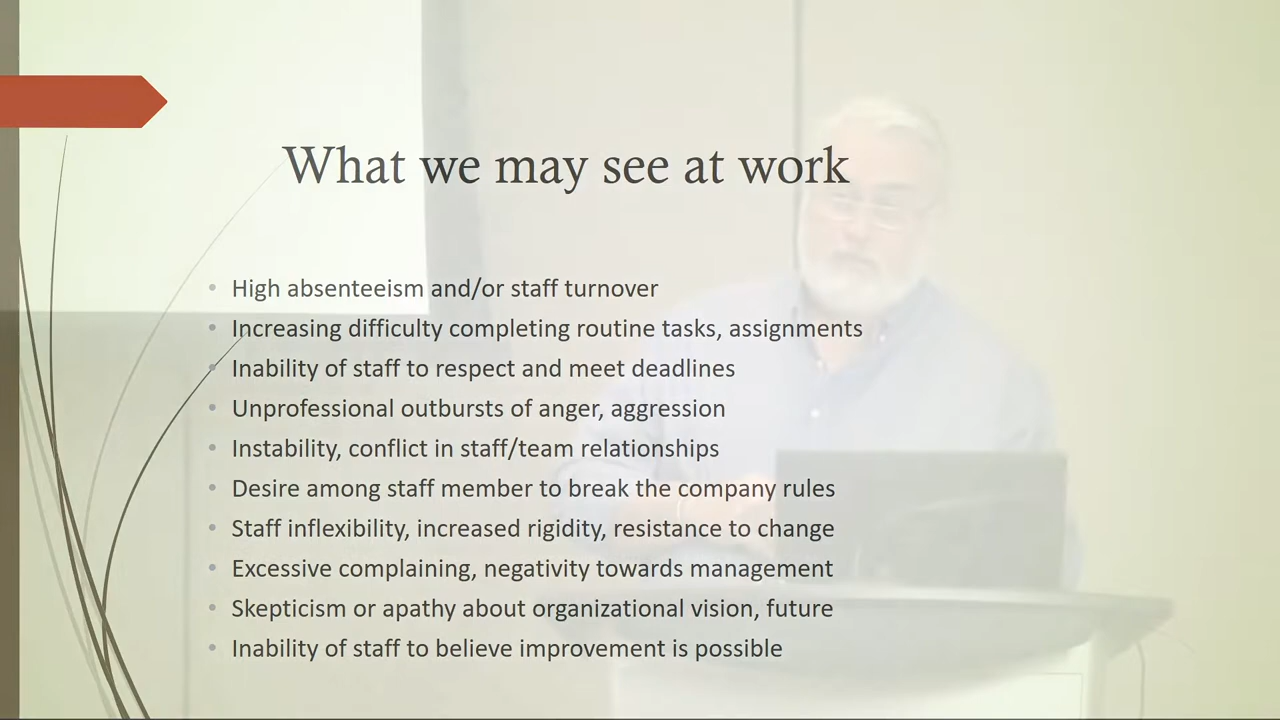 What we may see at work
• High absenteeism and/or staff turnover
• Increasing difficulty completing routine tasks, assignments
• Inability of staff to respect and meet deadlines
• Unprofessional outbursts of anger, aggression
• Instability, conflict in staff/team relationships
• Desire among staff member to break the company rules
• Staff inflexibility, increased rigidity, resistance to change
• Excessive complaining, negativity towards management
• Skepticism or apathy about organizational vision, future
• Inability of staff to believe improvement is possible